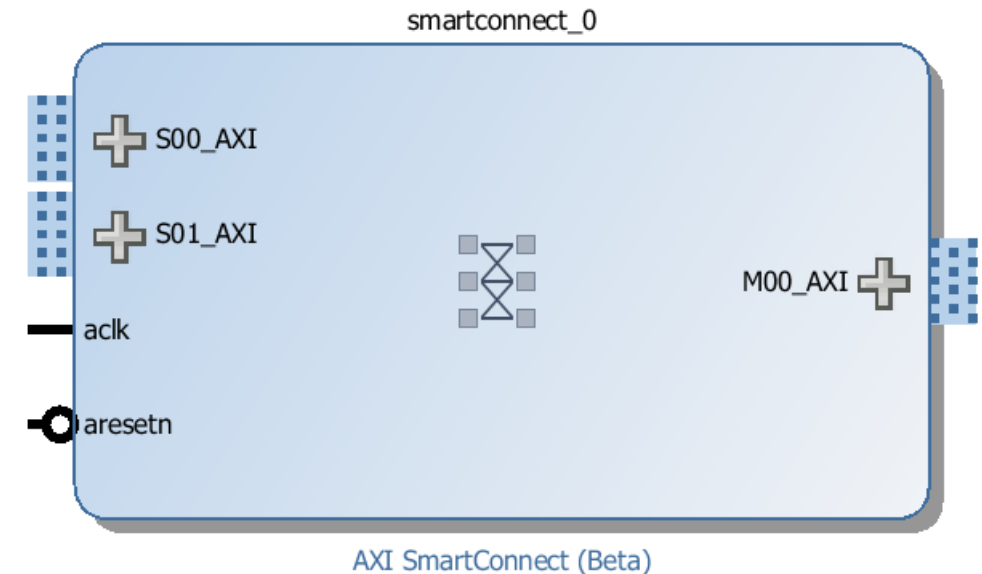 smartconnect_0
S00_AXI
S01_AXI
M00_AXI
aclk
aresetn
AXI SmartConnect (Beta)